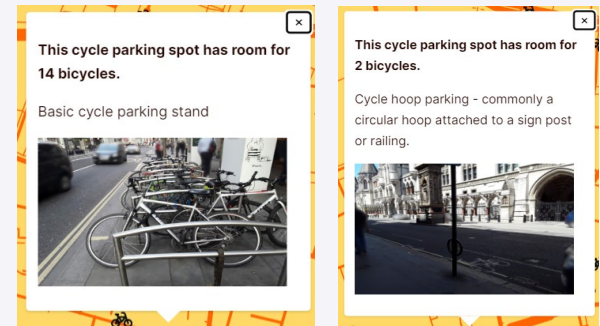 This cycle parking spot has room for
14 bicycles.
Basic cycle parking stand
This cycle parking spot has room for
2 bicycles.
Cycle hoop parking - commonly a
circular hoop attached to a sign post
or railing.